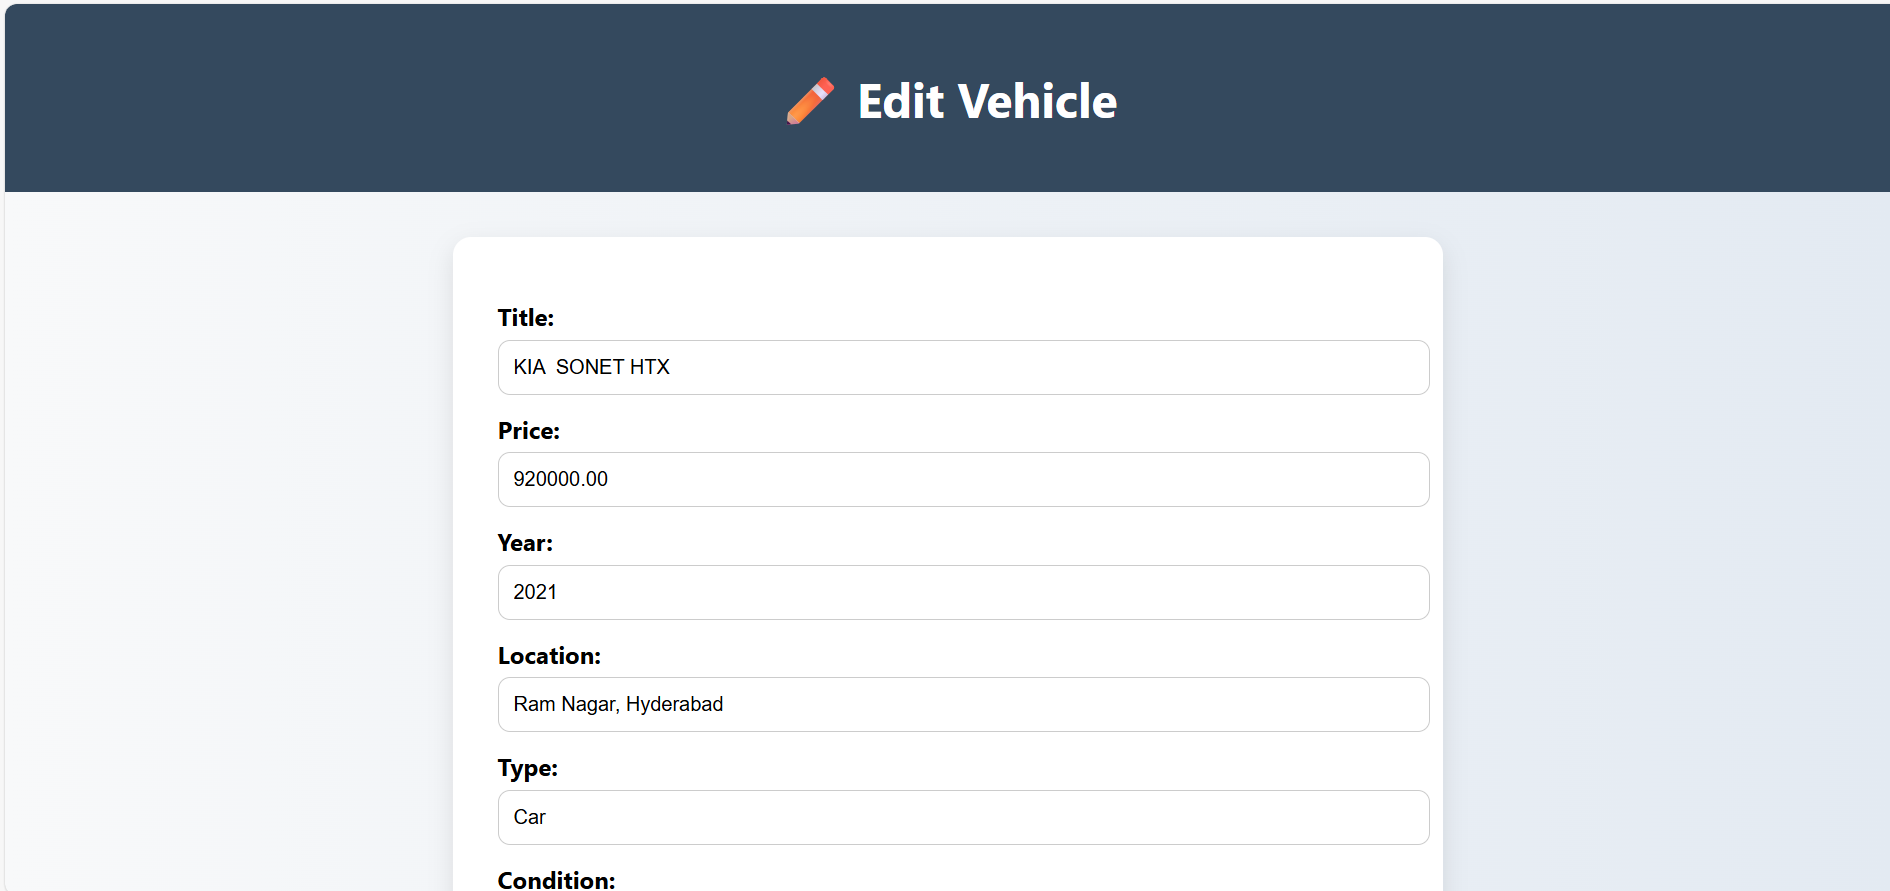 Edit Vehicle
Title:
KIA  SONET HTX
Price:
920000.00
Year:
2021
Location:
Ram Nagar, Hyderabad
Type:
Car
Condition: